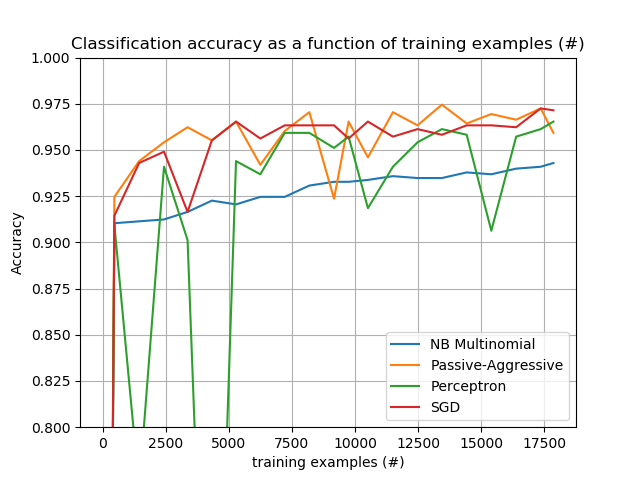 Classification accuracy as a function of training examples (#)
1.000
0.975
0.950
0.925
0.900
0.875
0.850
0.825
0.800
Accuracy
NB Multinomial
Passive-Aggressive
Perceptron
SGD
0 2500 5000 7500 10000 12500 15000 17500
training examples (#)